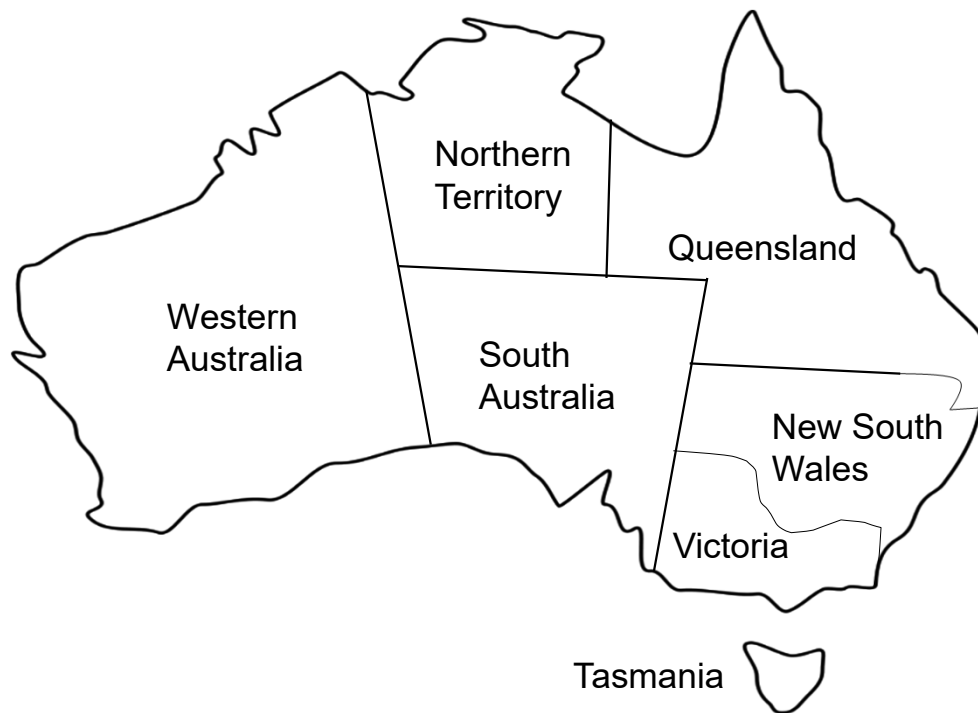 Northern
Territory
Queensland
Western
Australia
South
Australia
New South
Wales
Victoria
Tasmania